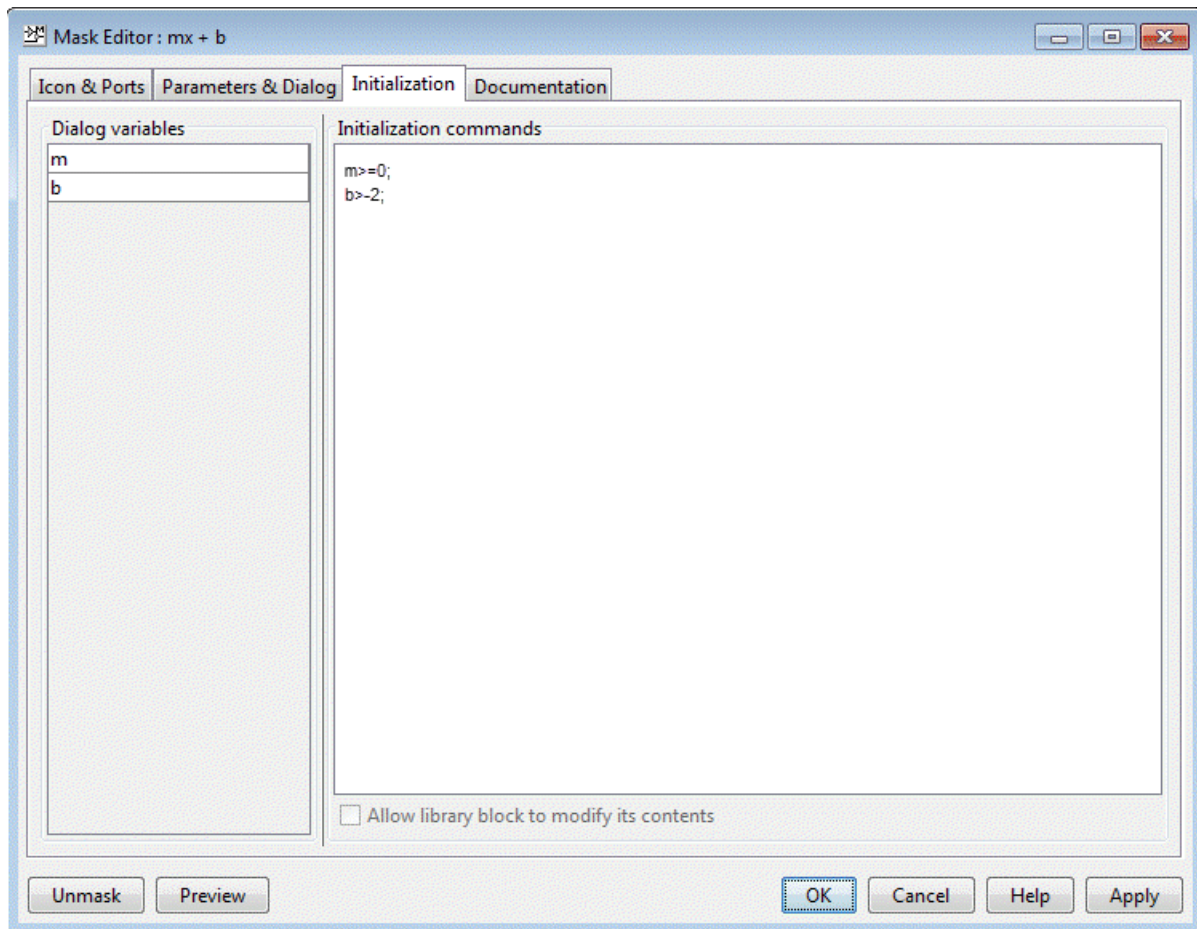 Mask Editor : mx + b
Icon & Ports Parameters & Dialog Initialization Documentation
Dialog variables
m
b
Initialization commands
m>=0;
b>-2;
Allow library block to modify its contents
Unmask Preview OK Cancel Help Apply